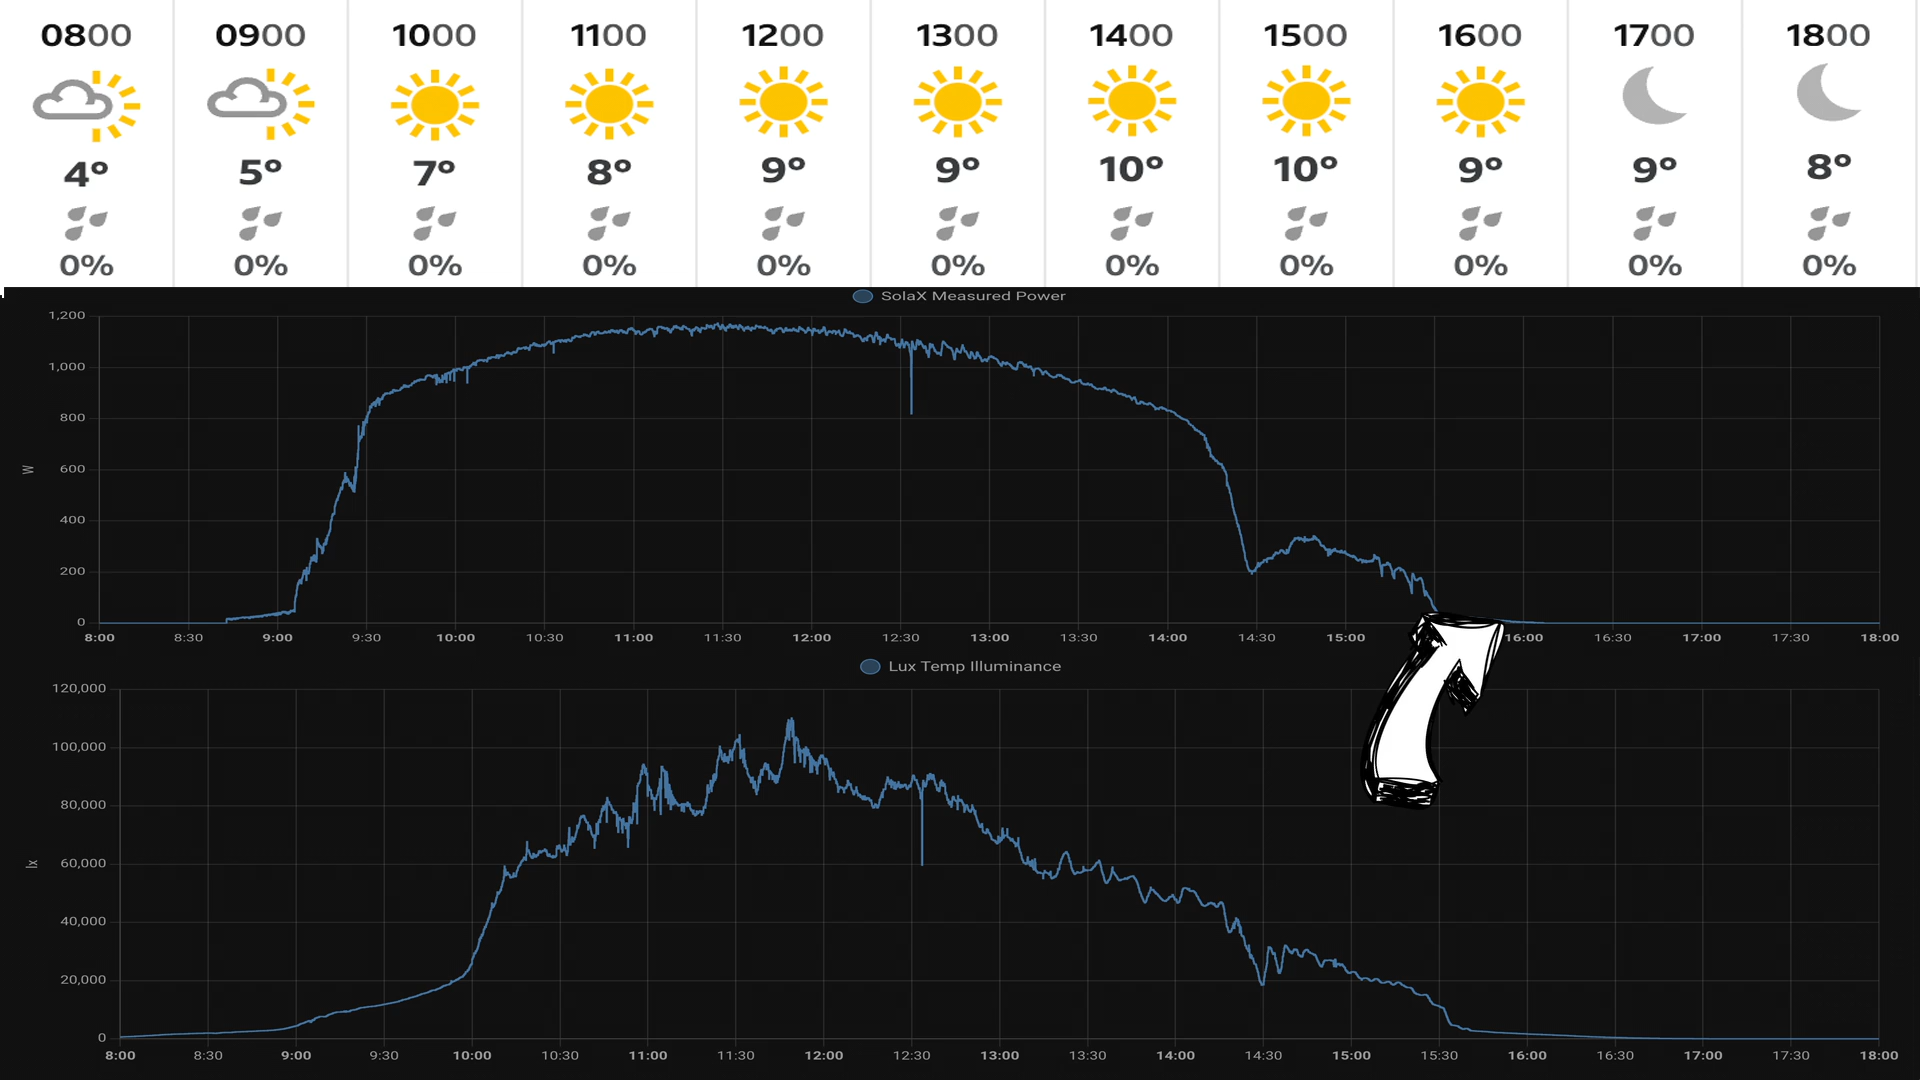 0800 0900 1000 1100 1200 1300 1400 1500 1600 1700 1800
4° 5° 7° 8° 9° 9° 10° 10° 9° 9° 8°
0% 0% 0% 0% 0% 0% 0% 0% 0% 0% 0%
SolaX Measured Power
1,200
1,000
800
W
600
400
200
0
8:00 8:30 9:00 9:30 10:00 10:30 11:00 11:30 12:00 12:30 13:00 13:30 14:00 14:30 15:00 16:00 16:30 17:00 17:30 18:00
Lux Temp Illuminance
120,000
100,000
80,000
lx
60,000
40,000
20,000
0
8:00 8:30 9:00 9:30 10:00 10:30 11:00 11:30 12:00 12:30 13:00 13:30 14:00 14:30 15:00 15:30 16:00 16:30 17:00 17:30 18:00